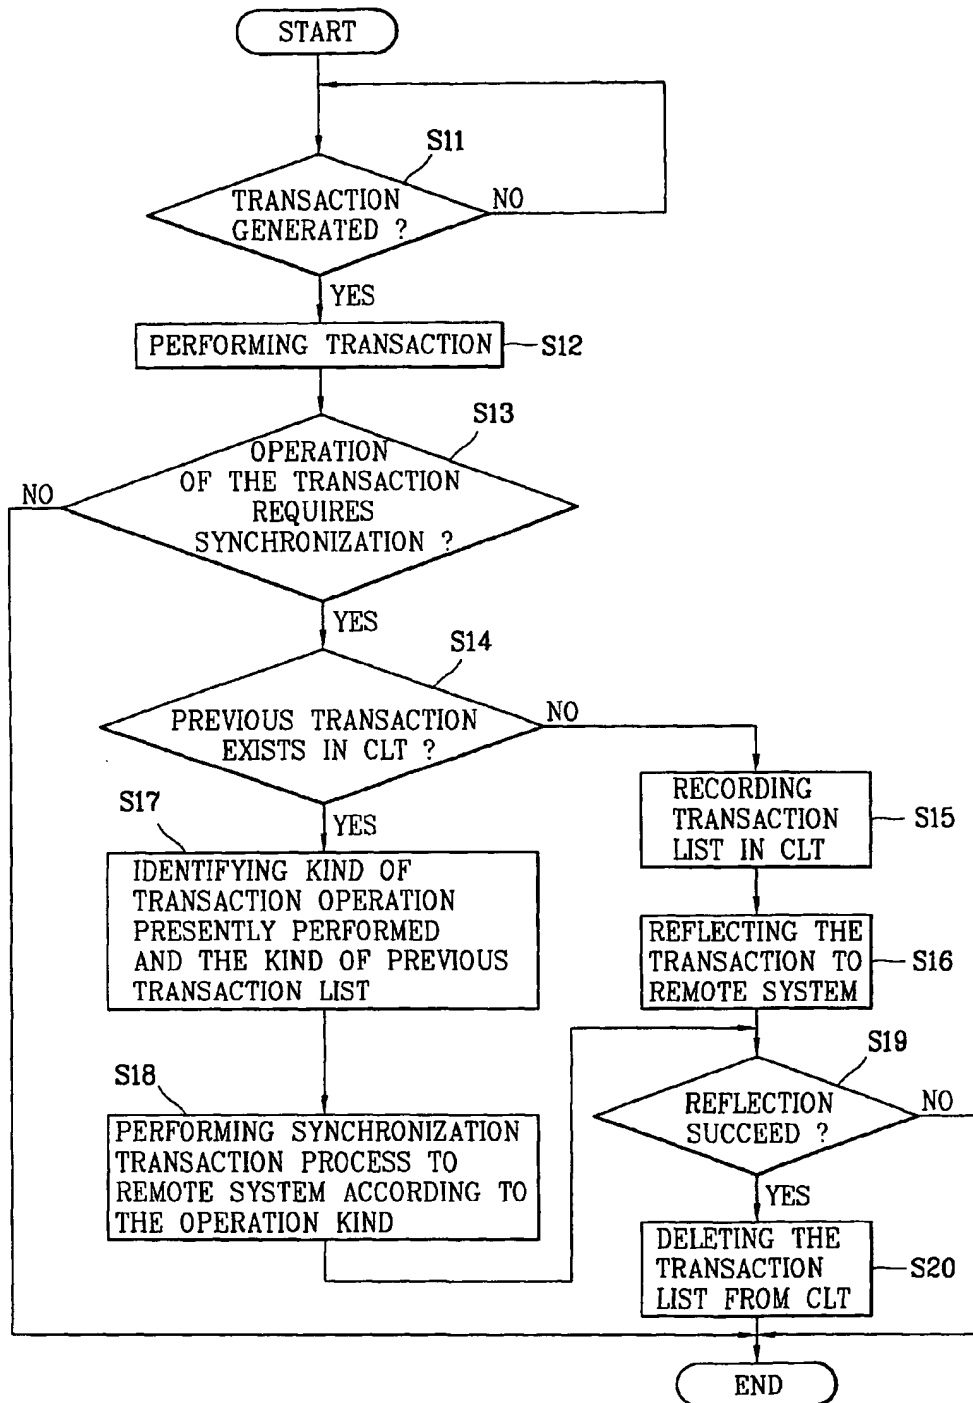 START
S11
TRANSACTION
GENERATED ?
NO
YES
PERFORMING TRANSACTION
S12
S13
OPERATION
OF THE TRANSACTION
REQUIRES
SYNCHRONIZATION ?
NO
YES
S14
PREVIOUS TRANSACTION
EXISTS IN CLT ?
NO
YES
RECORDING
TRANSACTION
LIST IN CLT
S15
S17
IDENTIFYING KIND OF
TRANSACTION OPERATION
PRESENTLY PERFORMED
AND THE KIND OF PREVIOUS
TRANSACTION LIST
REFLECTING THE
TRANSACTION TO
REMOTE SYSTEM
S16
S19
REFLECTION
SUCCEED ?
NO
YES
S18
PERFORMING SYNCHRONIZATION
TRANSACTION PROCESS TO
REMOTE SYSTEM ACCORDING TO
THE OPERATION KIND
DELETING THE
TRANSACTION
LIST FROM CLT
S20
END